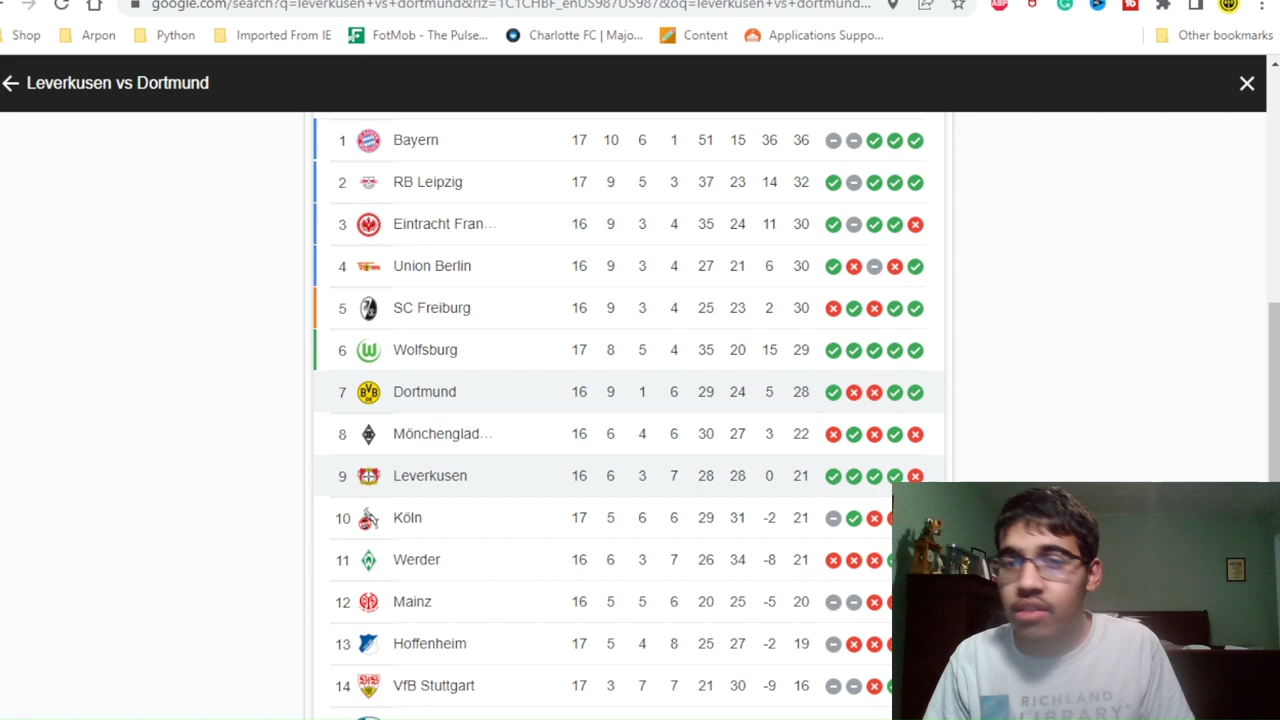 google.com/search?q=leverkusen+vs+dortmund&rlz=1C1CHBF_enUS987US987&oq=leverkusen+vs+dortmund...
Shop Arpon Python Imported From IE FotMob - The Pulse... Charlotte FC | Majo... Content Applications Suppo... Other bookmarks
Leverkusen vs Dortmund
1 Bayern 17 10 6 1 51 15 36 36
2 RB Leipzig 17 9 5 3 37 23 14 32
3 Eintracht Fran... 16 9 3 4 35 24 11 30
4 Union Berlin 16 9 3 4 27 21 6 30
5 SC Freiburg 16 9 3 4 25 23 2 30
6 Wolfsburg 17 8 5 4 35 20 15 29
7 Dortmund 16 9 1 6 29 24 5 28
8 Mönchenglad... 16 6 4 6 30 27 3 22
9 Leverkusen 16 6 3 7 28 28 0 21
10 Köln 17 5 6 6 29 31 -2 21
11 Werder 16 6 3 7 26 34 -8 21
12 Mainz 16 5 5 6 20 25 -5 20
13 Hoffenheim 17 5 4 8 25 27 -2 19
14 VfB Stuttgart 17 3 7 7 21 30 -9 16
RICHLAND
LIBRARY